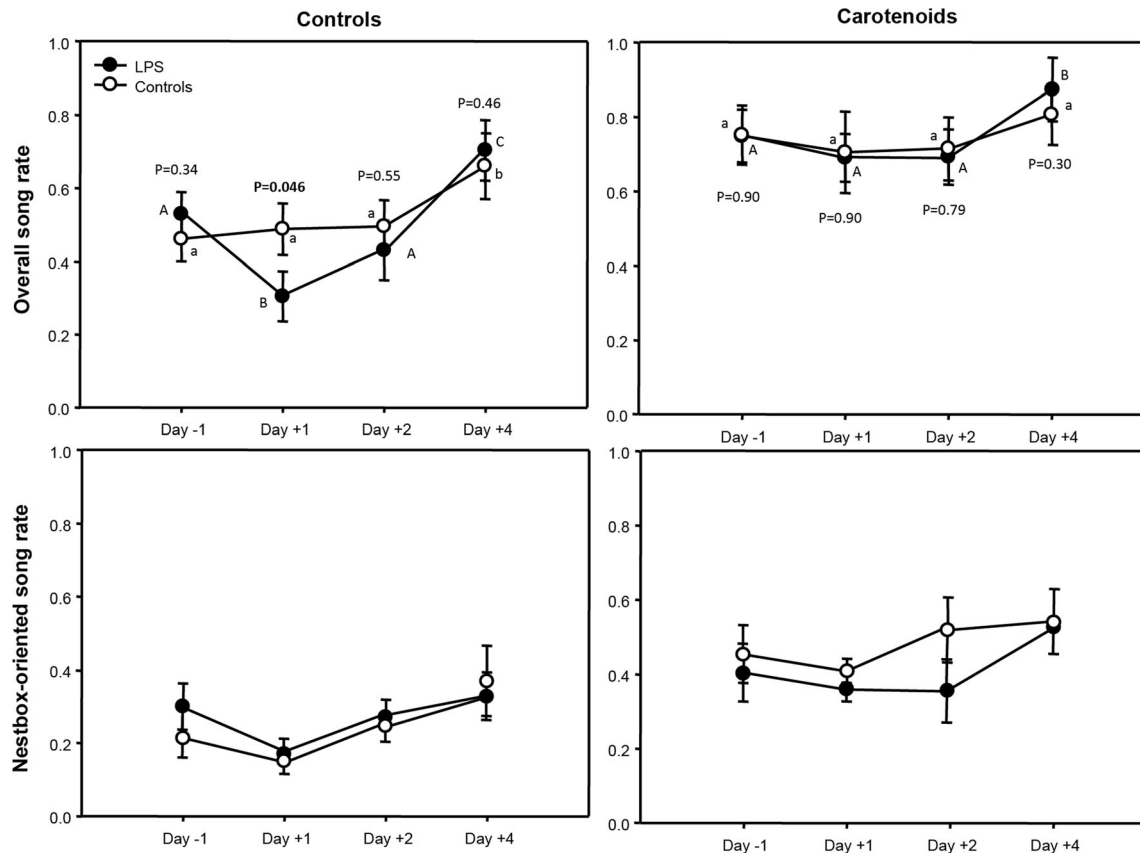 Controls
Carotenoids
Overall song rate
1.0
0.8
0.6
0.4
0.2
0.0
LPS
Controls
P=0.34
P=0.046
P=0.55
P=0.46
A
a
a
B
a
A
C
b
Day -1
Day +1
Day +2
Day +4
1.0
0.8
0.6
0.4
0.2
0.0
a
A
a
A
a
A
B
a
P=0.90
P=0.90
P=0.79
P=0.30
Day -1
Day +1
Day +2
Day +4
Nestbox-oriented song rate
1.0
0.8
0.6
0.4
0.2
0.0
Day -1
Day +1
Day +2
Day +4
1.0
0.8
0.6
0.4
0.2
0.0
Day -1
Day +1
Day +2
Day +4